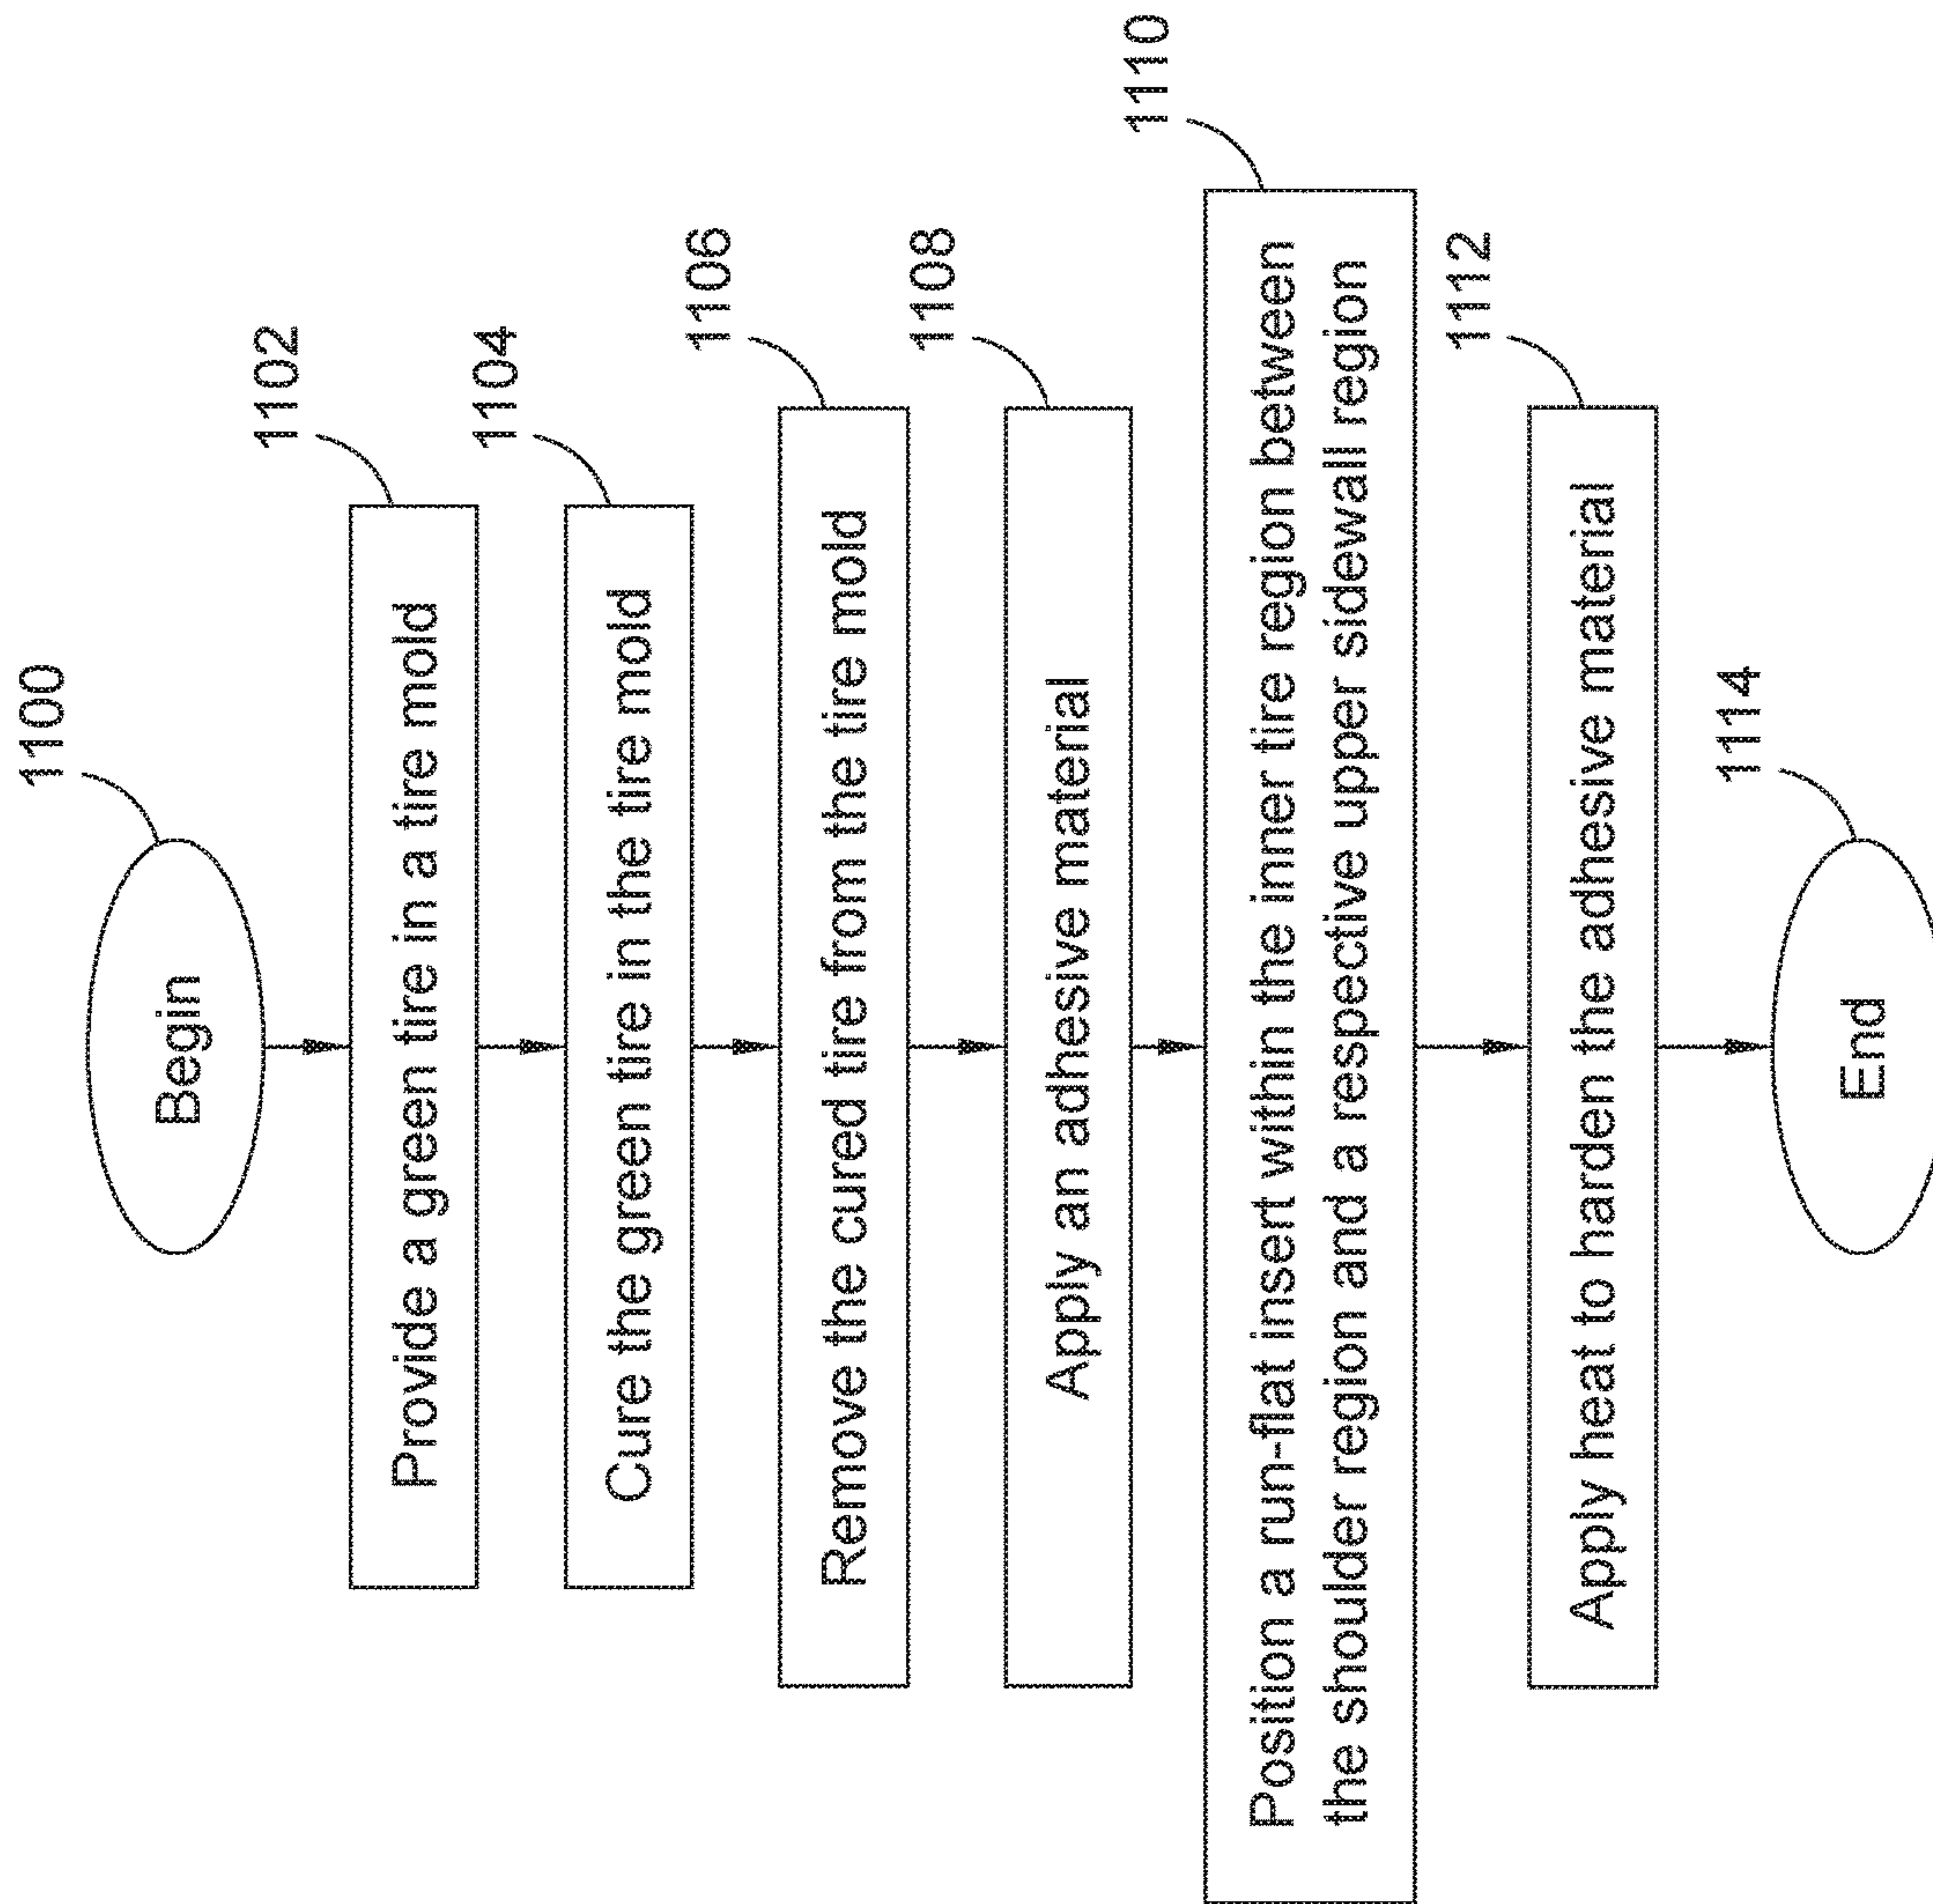 1100
Begin
1102
Provide a green tire in a tire mold
1104
Cure the green tire in the tire mold
1106
Remove the cured tire from the tire mold
1108
Apply an adhesive material
1110
Position a run-flat insert within the inner tire region between
the shoulder region and a respective upper sidewall region
1112
Apply heat to harden the adhesive material
1114
End